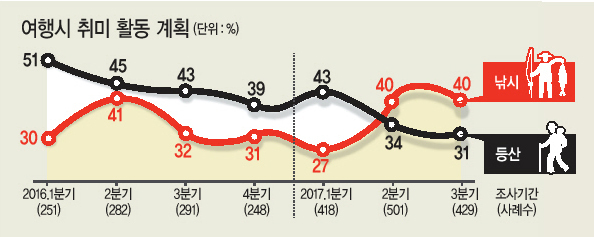 여행시 취미 활동 계획 (단위 : %)
51 45 43 39 43 40 40
낚시
30 41 32 31 27 34 31
등산
2016.1분기 2분기 3분기 4분기 2017.1분기 2분기 3분기 조사기간
(251) (282) (291) (248) (418) (501) (429) (사례수)